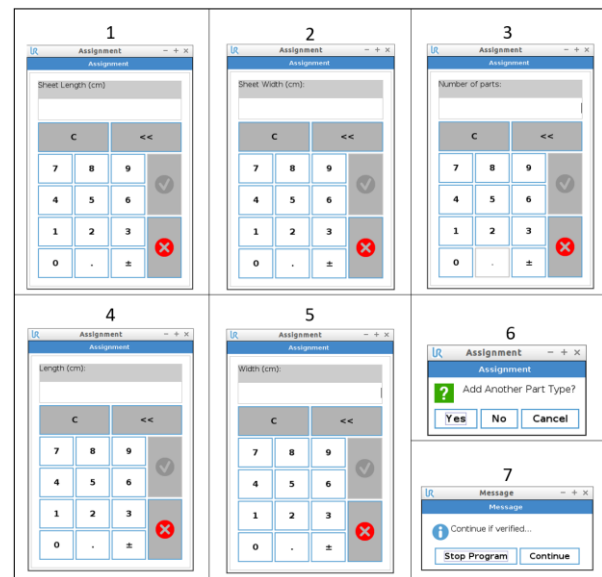 1
Assignment
Assignment
Sheet Length (cm)
C <<
7 8 9
4 5 6
1 2 3
0 . ±
2
Assignment
Assignment
Sheet Width (cm):
C <<
7 8 9
4 5 6
1 2 3
0 . ±
3
Assignment
Assignment
Number of parts:
C <<
7 8 9
4 5 6
1 2 3
0 . ±
4
Assignment
Assignment
Length (cm):
C <<
7 8 9
4 5 6
1 2 3
0 . ±
5
Assignment
Assignment
Width (cm):
C <<
7 8 9
4 5 6
1 2 3
0 . ±
6
Assignment
Assignment
? Add Another Part Type?
Yes No Cancel
7
Message
Message
Continue if verified...
Stop Program Continue